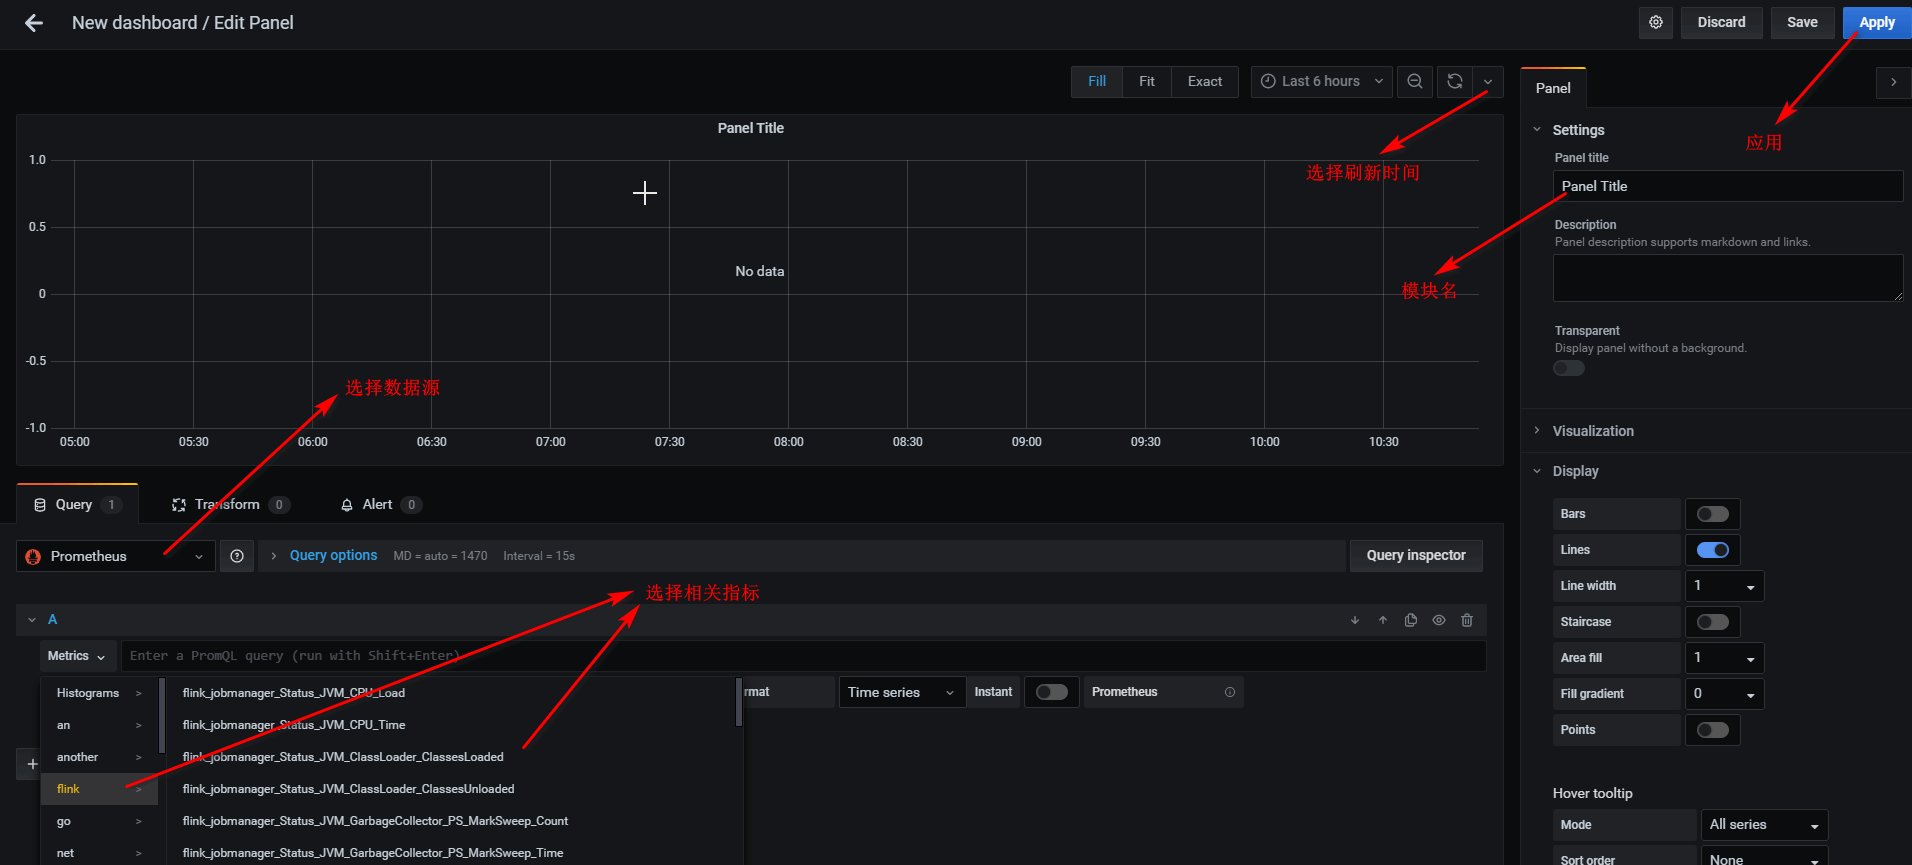 New dashboard / Edit Panel
Discard
Save
Apply
Fill
Fit
Exact
Last 6 hours
Panel
Panel Title
Settings
应用
Panel title
Panel Title
选择刷新时间
Description
Panel description supports markdown and links.
模块名
Transparent
Display panel without a background.
1.0
0.5
0
-0.5
-1.0
No data
选择数据源
05:00
05:30
06:00
06:30
07:00
07:30
08:00
08:30
09:00
09:30
10:00
10:30
Visualization
Display
Query 1
Transform 0
Alert 0
Prometheus
Query options
MD = auto = 1470
Interval = 15s
Query inspector
选择相关指标
A
Metrics
Enter a PromQL query (run with Shift+Enter)
Histograms >
an >
another >
flink >
go >
net >
flink_jobmanager_Status_JVM_CPU_Load
flink_jobmanager_Status_JVM_CPU_Time
flink_jobmanager_Status_JVM_ClassLoader_ClassesLoaded
flink_jobmanager_Status_JVM_ClassLoader_ClassesUnloaded
flink_jobmanager_Status_JVM_GarbageCollector_PS_MarkSweep_Count
flink_jobmanager_Status_JVM_GarbageCollector_PS_MarkSweep_Time
rmat
Time series
Instant
Prometheus
Bars
Lines
Line width 1
Staircase
Area fill 1
Fill gradient 0
Points
Hover tooltip
Mode All series
Sort order None